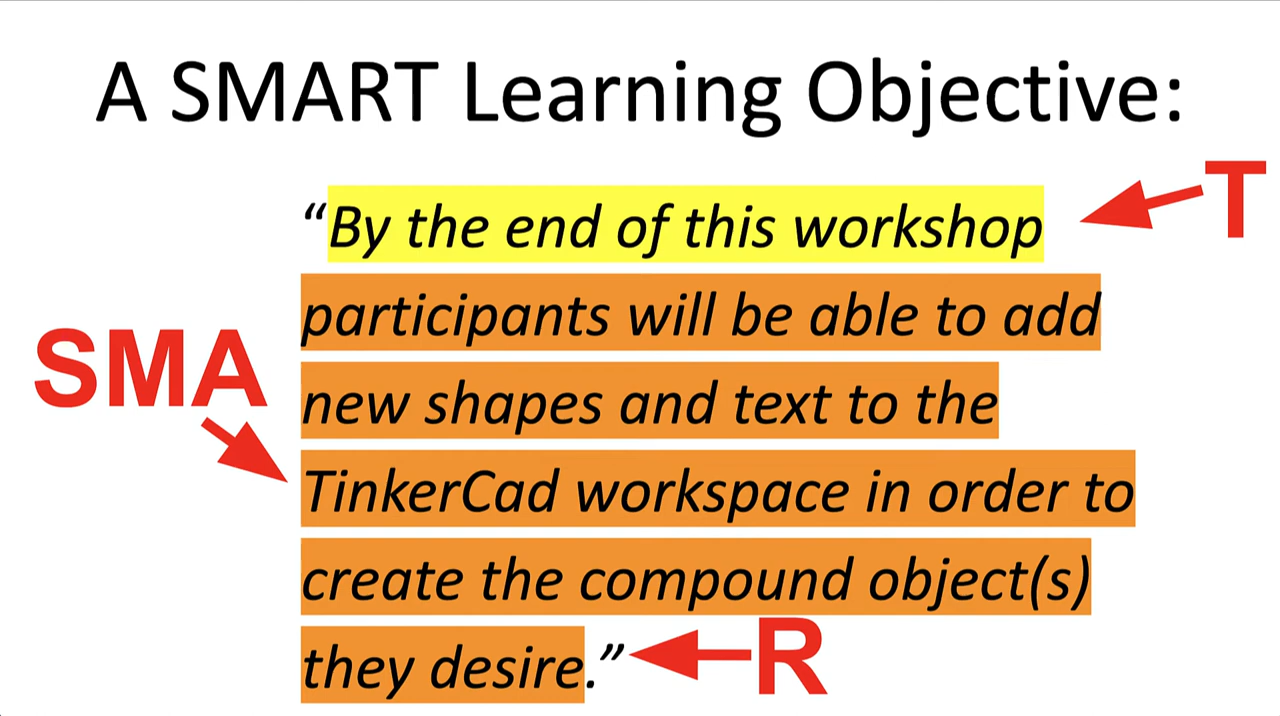 A SMART Learning Objective:
T
“By the end of this workshop
participants will be able to add
SMA
new shapes and text to the
TinkerCad workspace in order to
create the compound object(s)
they desire.”
R